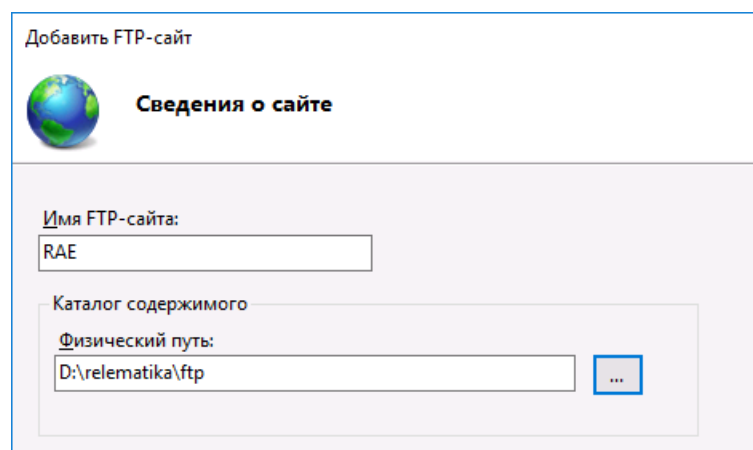 Добавить FTP-сайт
Сведения о сайте
Имя FTP-сайта:
RAE
Каталог содержимого
Физический путь:
D:\relematika\ftp
...